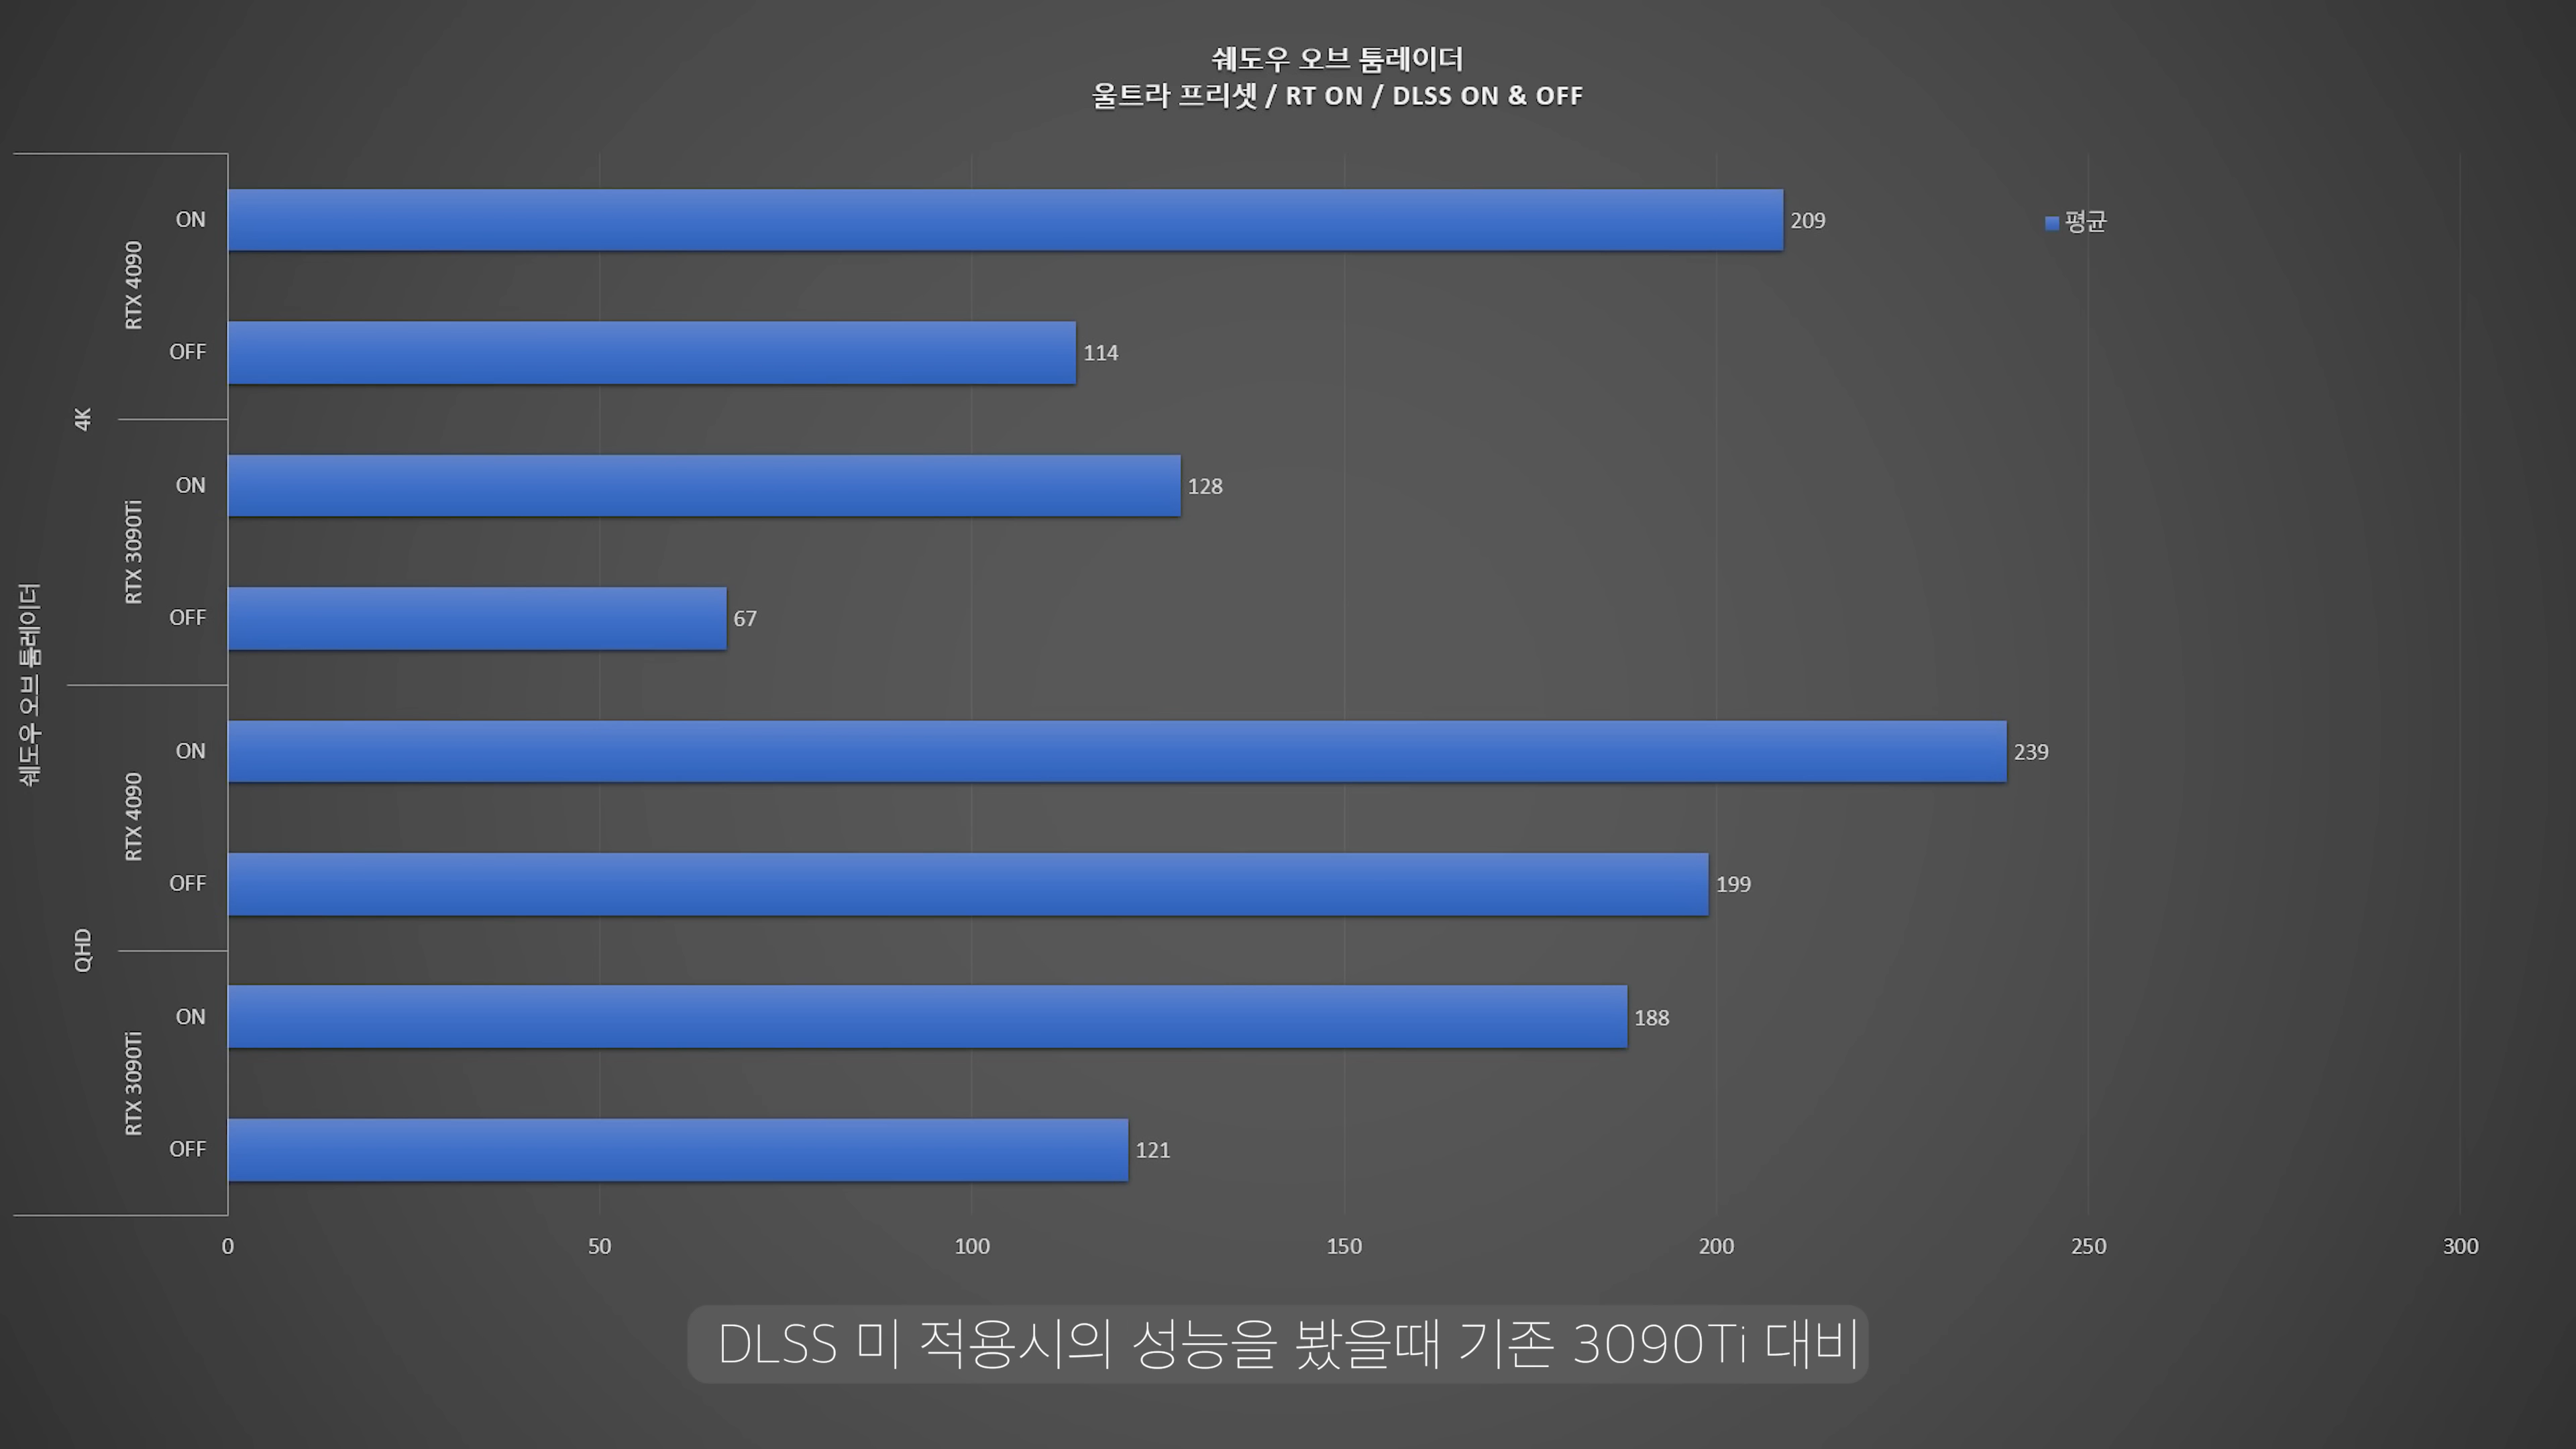 쉐도우 오브 툼레이더
울트라 프리셋 / RT ON / DLSS ON & OFF
평균
쉐도우 오브 툼레이더
4K
RTX 4090
ON
209
OFF
114
RTX 3090Ti
ON
128
OFF
67
QHD
RTX 4090
ON
239
OFF
199
RTX 3090Ti
ON
188
OFF
121
0 50 100 150 200 250 300
DLSS 미 적용시의 성능을 봤을때 기존 3090Ti 대비